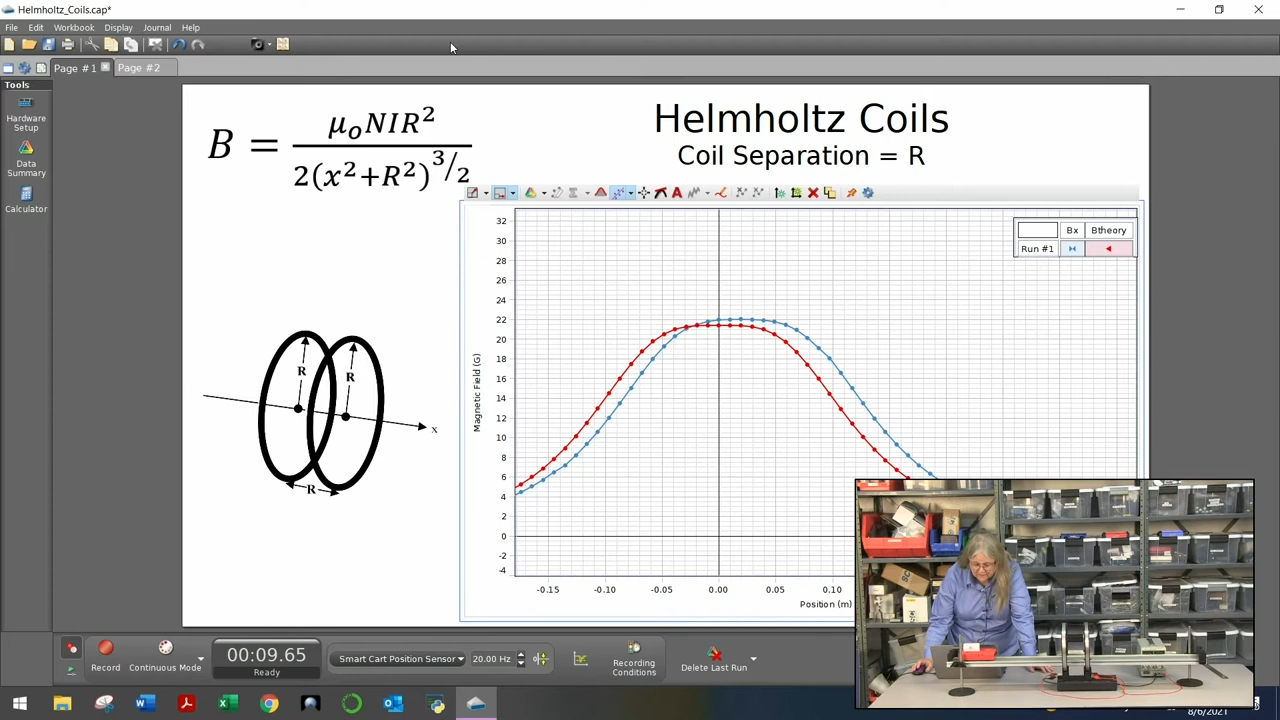 Helmholtz_Coils.cap*
File Edit Workbook Display Journal Help
Page #1 Page #2
Tools
Hardware Setup
Data Summary
Calculator
B = μ₀NIR² / 2(x²+R²)^3/2
Helmholtz Coils
Coil Separation = R
Bx Btheory
Run #1
32
30
28
26
24
22
20
18
16
14
12
10
8
6
4
2
0
-2
-4
Magnetic Field (G)
-0.15 -0.10 -0.05 0.00 0.05 0.10
Position (m)
R R
x
R
Record
Continuous Mode
00:09.65
Ready
Smart Cart Position Sensor
20.00 Hz
Recording Conditions
Delete Last Run
8/6/2021